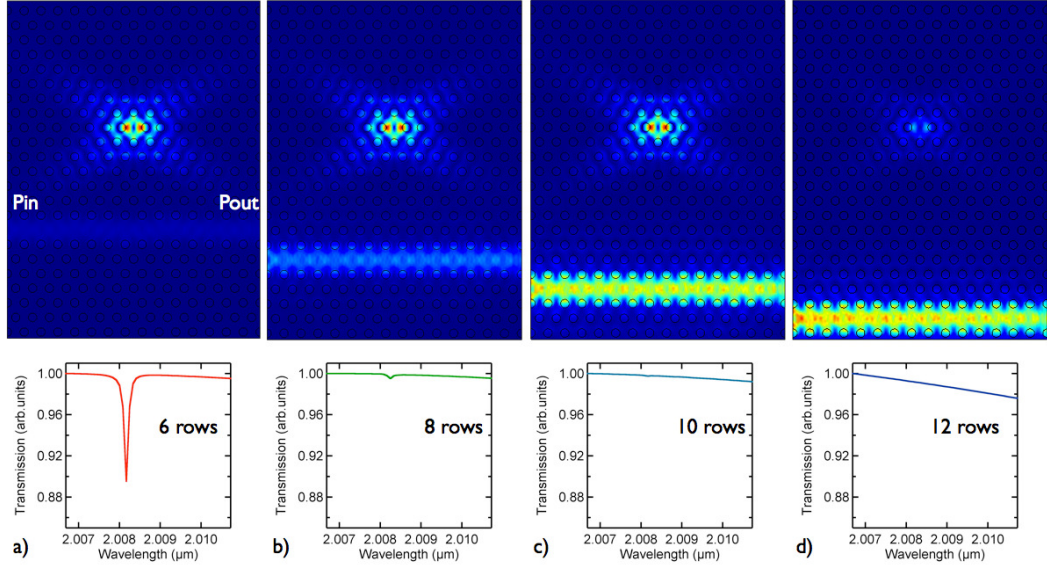 Pin
Pout
1.00
0.96
0.92
0.88
Transmission (arb.units)
6 rows
2.007
2.008
2.009
2.010
Wavelength (µm)
a)
1.00
0.96
0.92
0.88
Transmission (arb.units)
8 rows
2.007
2.008
2.009
2.010
Wavelength (µm)
b)
1.00
0.96
0.92
0.88
Transmission (arb.units)
10 rows
2.007
2.008
2.009
2.010
Wavelength (µm)
c)
1.00
0.96
0.92
0.88
Transmission (arb.units)
12 rows
2.007
2.008
2.009
2.010
Wavelength (µm)
d)